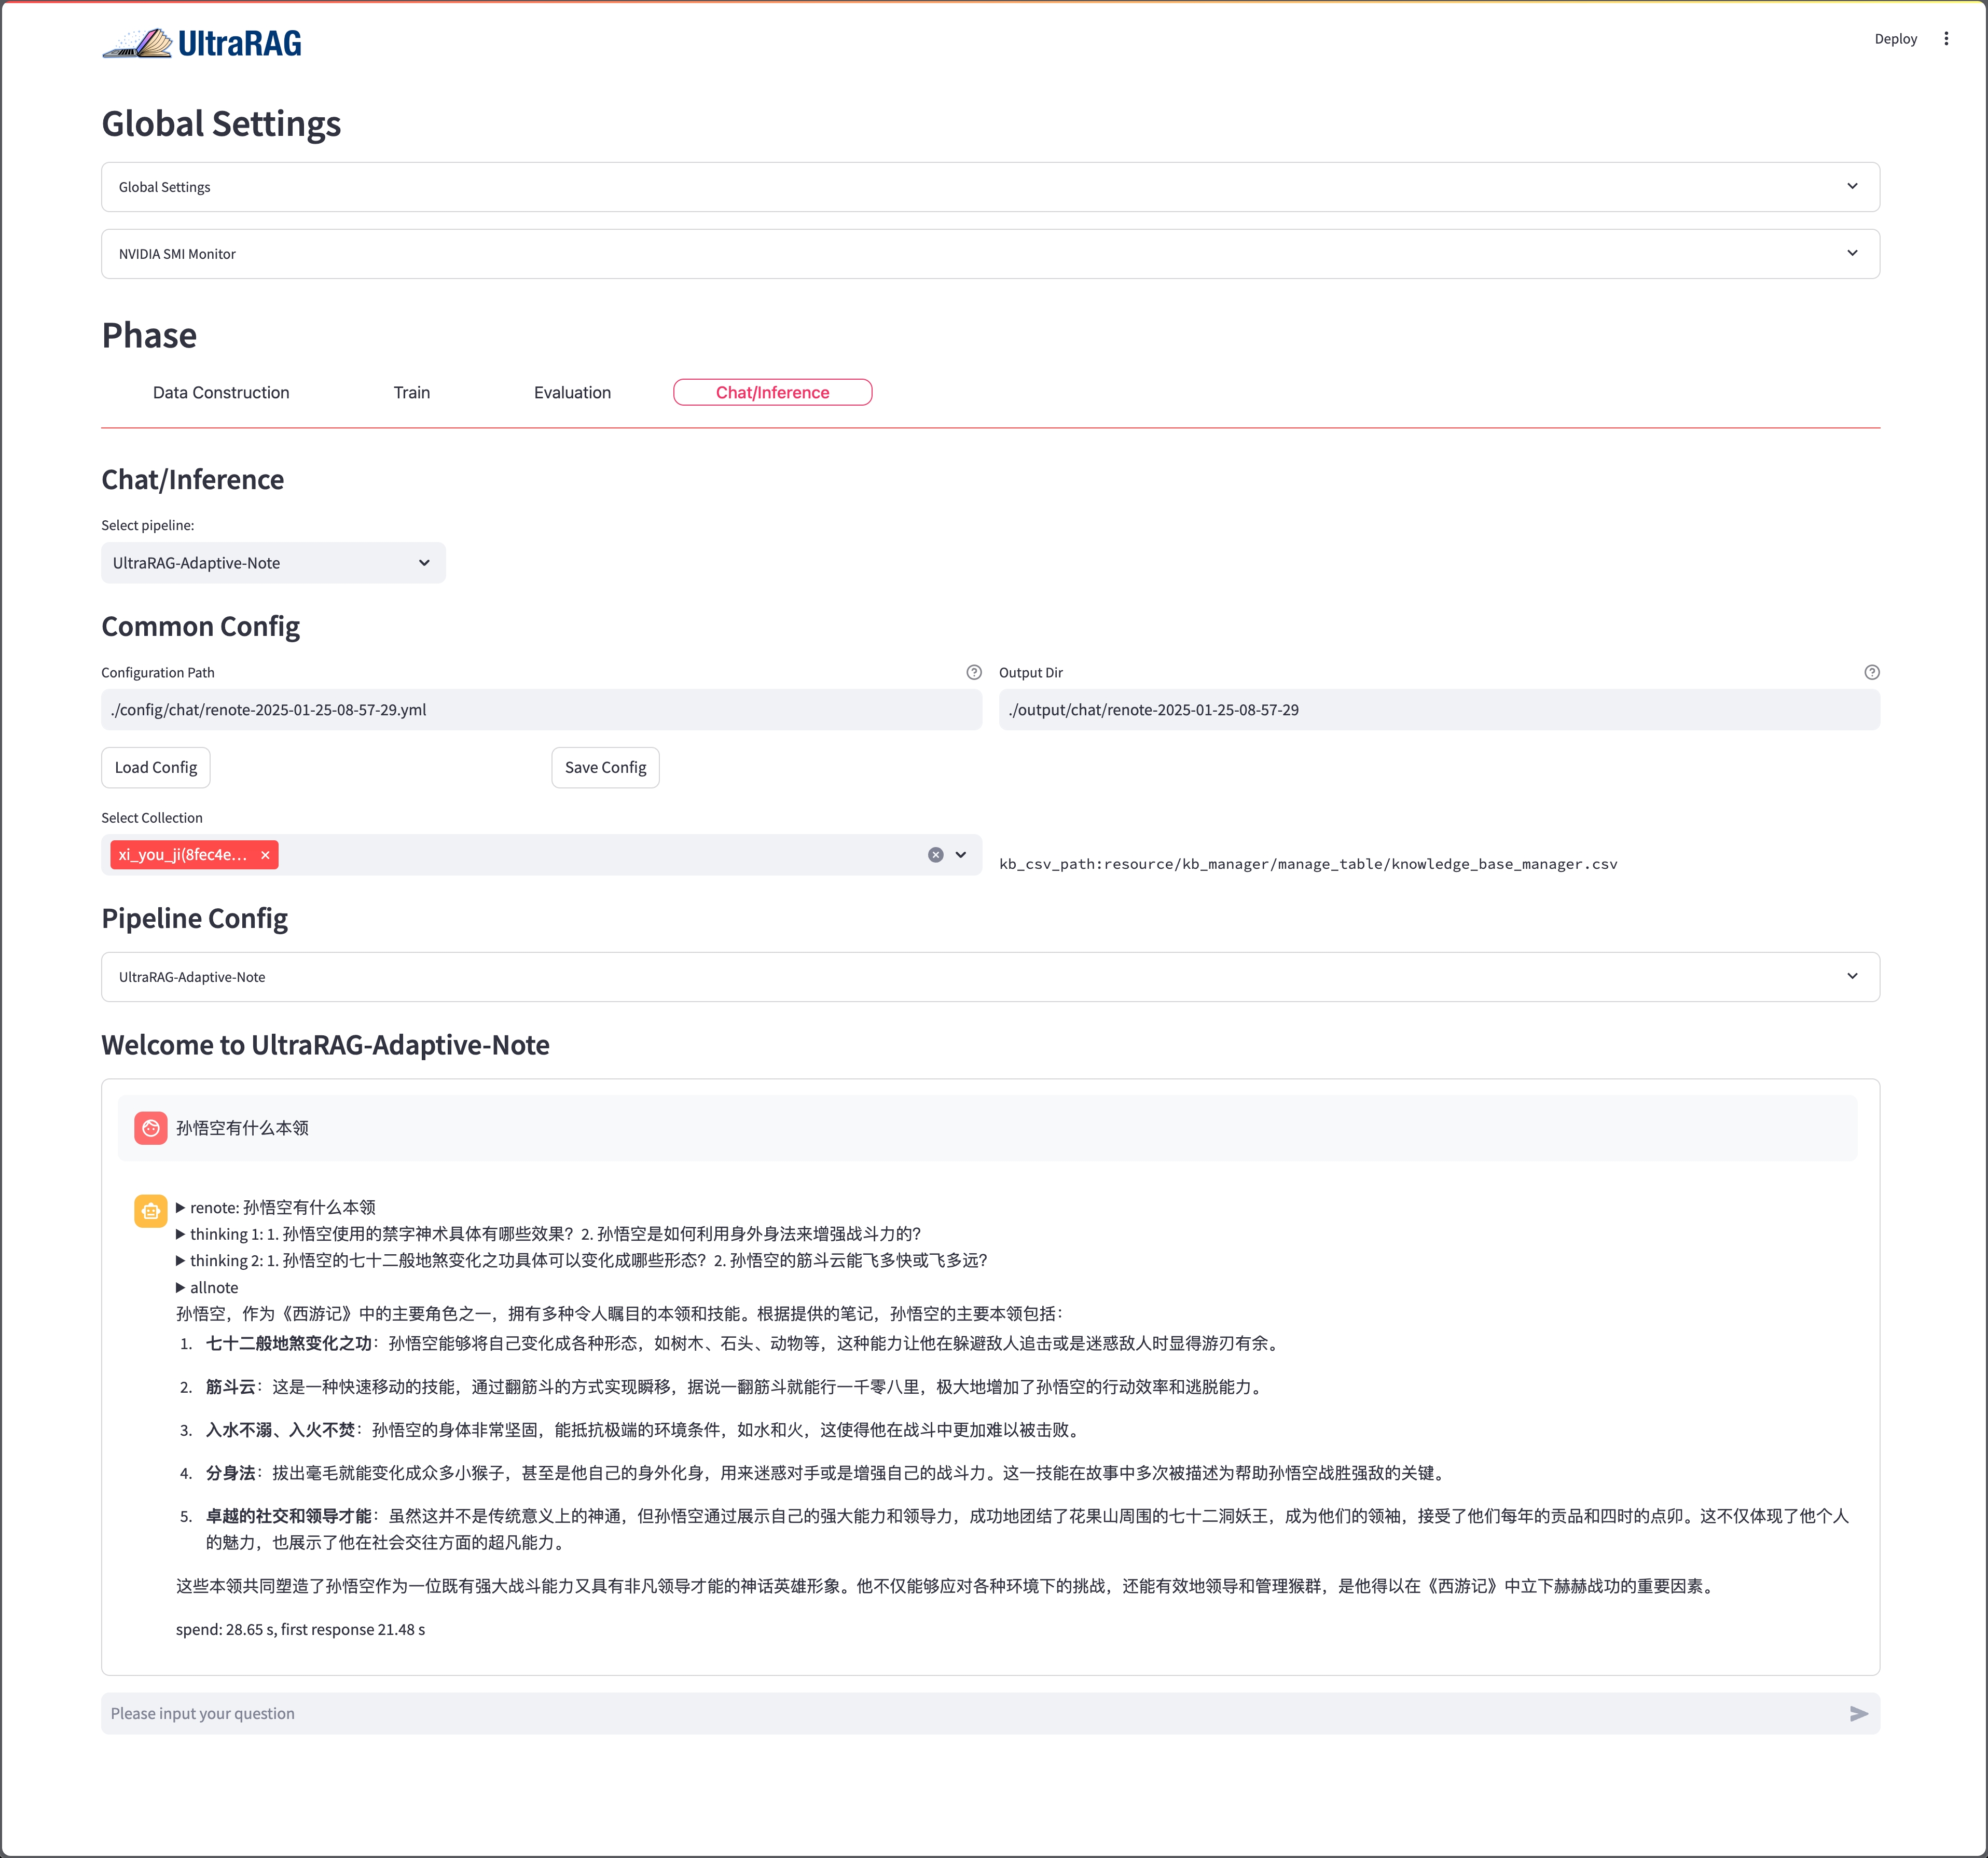 UltraRAG
Deploy
Global Settings
Global Settings
NVIDIA SMI Monitor
Phase
Data Construction
Train
Evaluation
Chat/Inference
Chat/Inference
Select pipeline:
UltraRAG-Adaptive-Note
Common Config
Configuration Path
Output Dir
./config/chat/renote-2025-01-25-08-57-29.yml
./output/chat/renote-2025-01-25-08-57-29
Load Config
Save Config
Select Collection
xi_you_ji(8fec4e...
kb_csv_path:resource/kb_manager/manage_table/knowledge_base_manager.csv
Pipeline Config
UltraRAG-Adaptive-Note
Welcome to UltraRAG-Adaptive-Note
孙悟空有什么本领
renote: 孙悟空有什么本领
thinking 1: 1. 孙悟空使用的禁字神术具体有哪些效果？2. 孙悟空是如何利用身外身法来增强战斗力的？
thinking 2: 1. 孙悟空的七十二般地煞变化之功具体可以变化成哪些形态？2. 孙悟空的筋斗云能飞多快或飞多远？
allnote
孙悟空，作为《西游记》中的主要角色之一，拥有多种令人瞩目的本领和技能。根据提供的笔记，孙悟空的主要本领包括：
1. 七十二般地煞变化之功：孙悟空能够将自己变化成各种形态，如树木、石头、动物等，这种能力让他在躲避敌人追击或是迷惑敌人时显得游刃有余。
2. 筋斗云：这是一种快速移动的技能，通过翻筋斗的方式实现瞬移，据说一翻筋斗就能行一千零八里，极大地增加了孙悟空的行动效率和逃脱能力。
3. 入水不溺、入火不焚：孙悟空的身体非常坚固，能抵抗极端的环境条件，如水和火，这使得他在战斗中更加难以被击败。
4. 分身法：拔出毫毛就能变化成众多小猴子，甚至是他自己的身外化身，用来迷惑对手或是增强自己的战斗力。这一技能在故事中多次被描述为帮助孙悟空战胜强敌的关键。
5. 卓越的社交和领导才能：虽然这并不是传统意义上的神通，但孙悟空通过展示自己的强大能力和领导力，成功地团结了花果山周围的七十二洞妖王，成为他们的领袖，接受了他们每年的贡品和四时的点卯。这不仅体现了他个人
的魅力，也展示了他在社会交往方面的超凡能力。
这些本领共同塑造了孙悟空作为一位既有强大战斗能力又具有非凡领导才能的神话英雄形象。他不仅能够应对各种环境下的挑战，还能有效地领导和管理猴群，是他得以在《西游记》中立下赫赫战功的重要因素。
spend: 28.65 s, first response 21.48 s
Please input your question